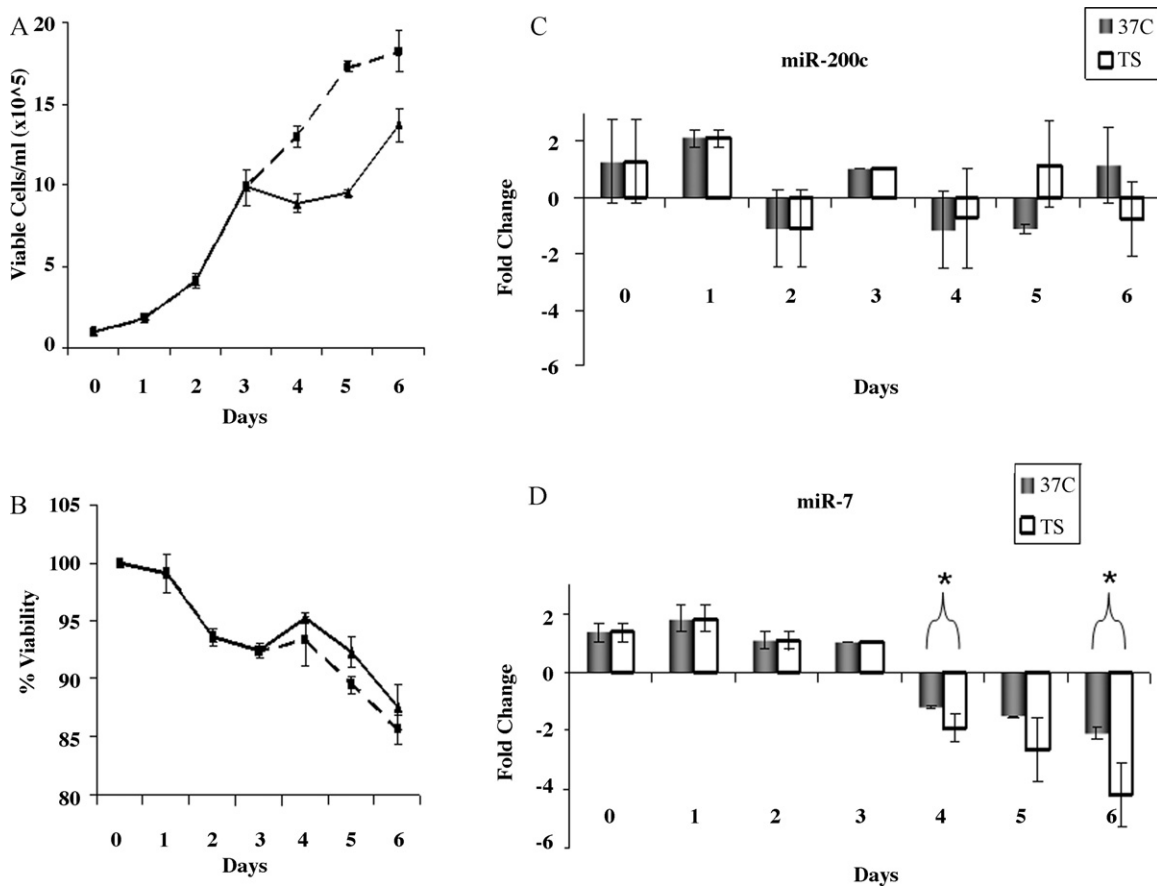 A
20
15
10
5
0
Viable Cells/ml (x10^5)
0 1 2 3 4 5 6
Days
B
105
100
95
90
85
80
% Viability
0 1 2 3 4 5 6
Days
C
miR-200c
37C
TS
2
0
-2
-4
-6
Fold Change
0 1 2 3 4 5 6
Days
D
miR-7
37C
TS
* *
2
0
-2
-4
-6
Fold Change
0 1 2 3 4 5 6
Days